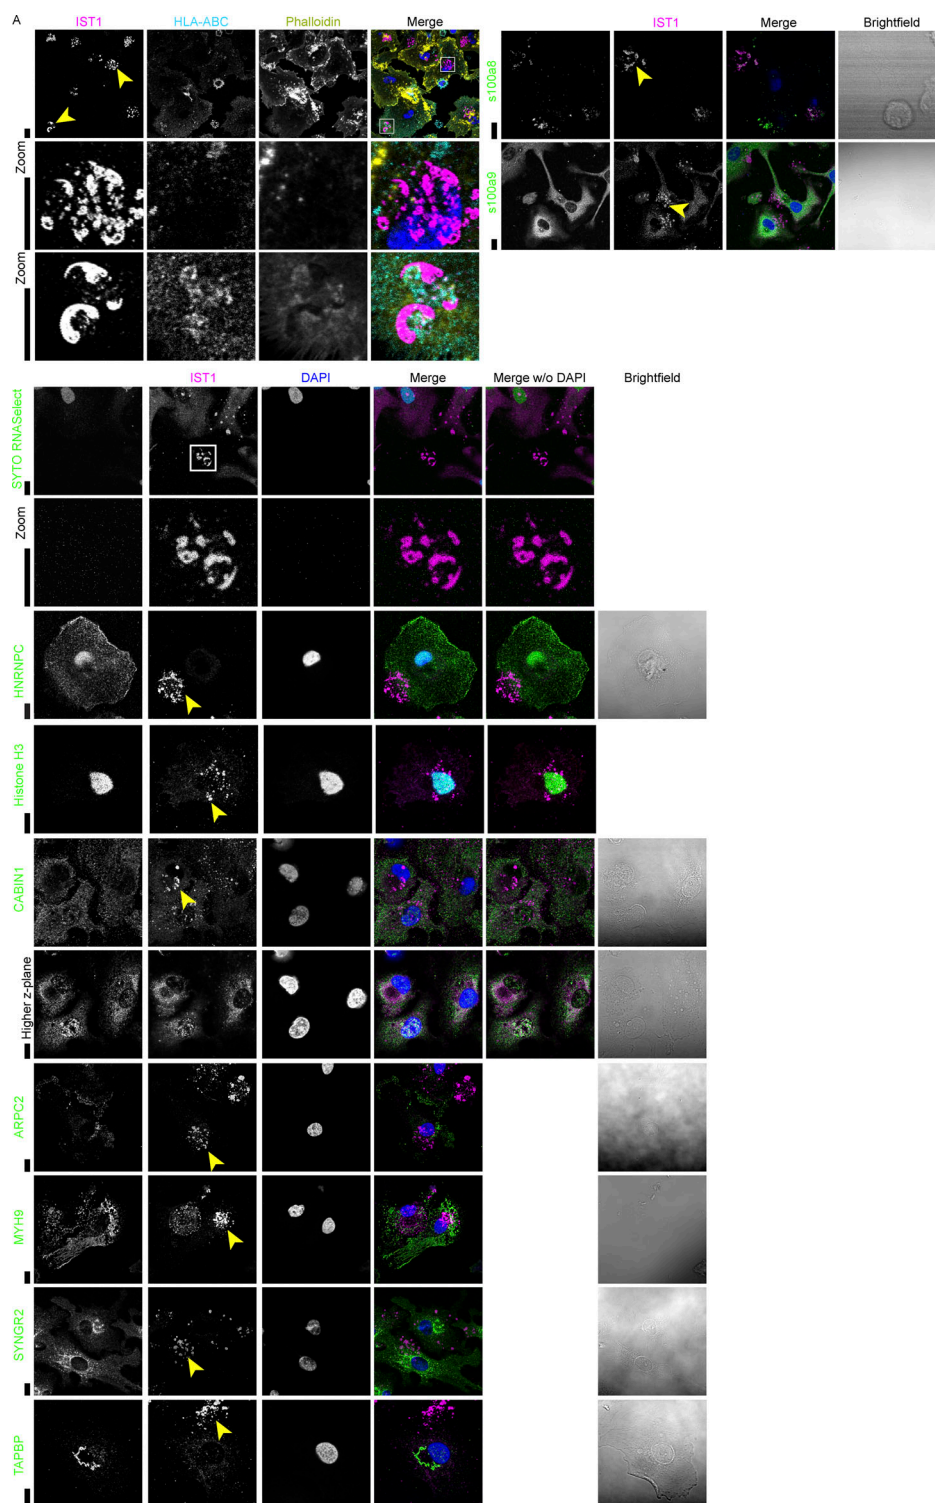 A
IST1 HLA-ABC Phalloidin Merge
Zoom
Zoom
IST1 Merge Brightfield
s100a8
s100a9
IST1 DAPI Merge Merge w/o DAPI Brightfield
SYTO RNASelect
Zoom
HNRNPC
Histone H3
CABIN1
Higher z-plane
ARPC2
MYH9
SYNGR2
TAPBP